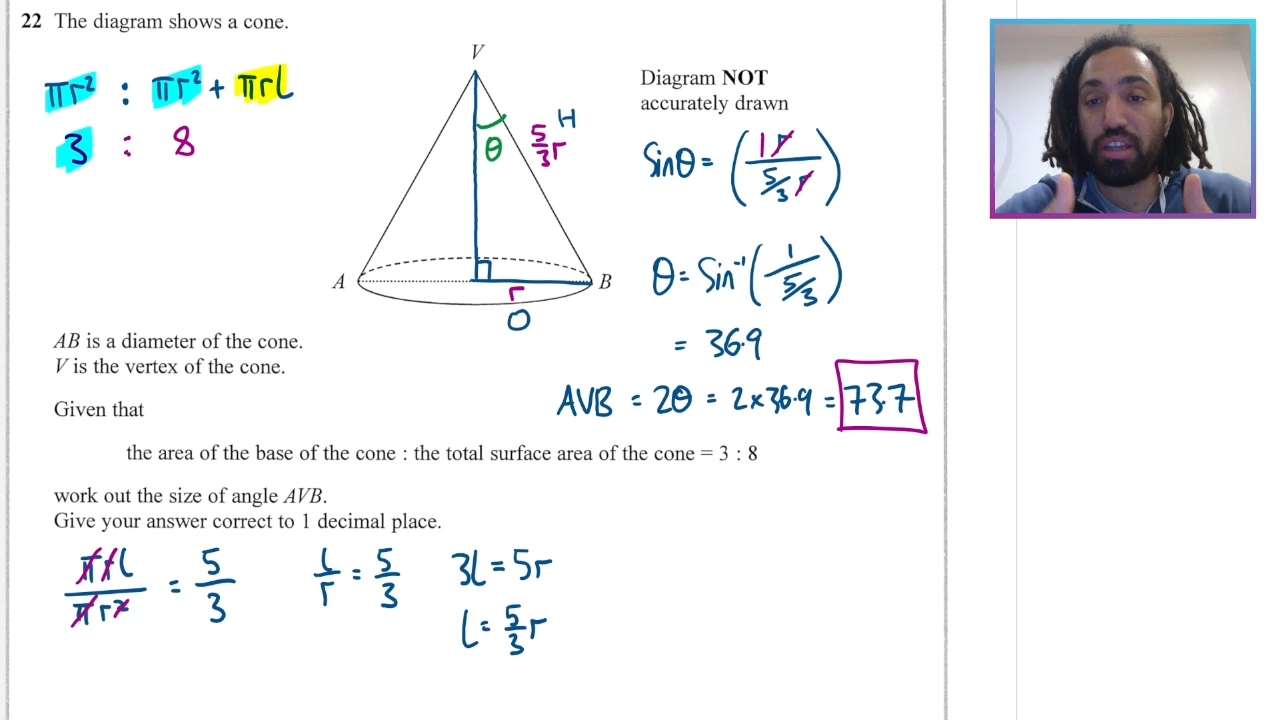 22 The diagram shows a cone.
πr² : πr² + πrl
3 : 8
V
θ
5/3 r
H
A
B
r
O
Diagram NOT
accurately drawn
Sinθ = (1r / 5/3 r)
θ = Sin⁻¹(1 / 5/3)
= 36.9
AVB = 2θ = 2 x 36.9 = 73.7
AB is a diameter of the cone.
V is the vertex of the cone.
Given that
the area of the base of the cone : the total surface area of the cone = 3 : 8
work out the size of angle AVB.
Give your answer correct to 1 decimal place.
πrl / πr² = 5/3
l/r = 5/3
3l = 5r
l = 5/3 r